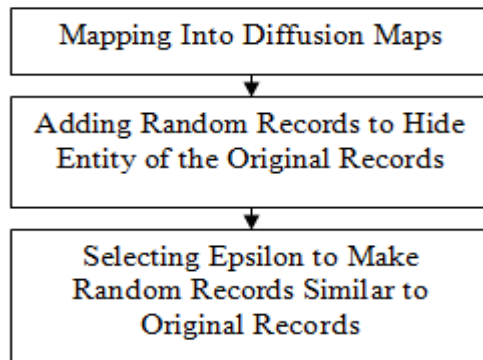 Mapping Into Diffusion Maps
Adding Random Records to Hide
Entity of the Original Records
Selecting Epsilon to Make
Random Records Similar to
Original Records